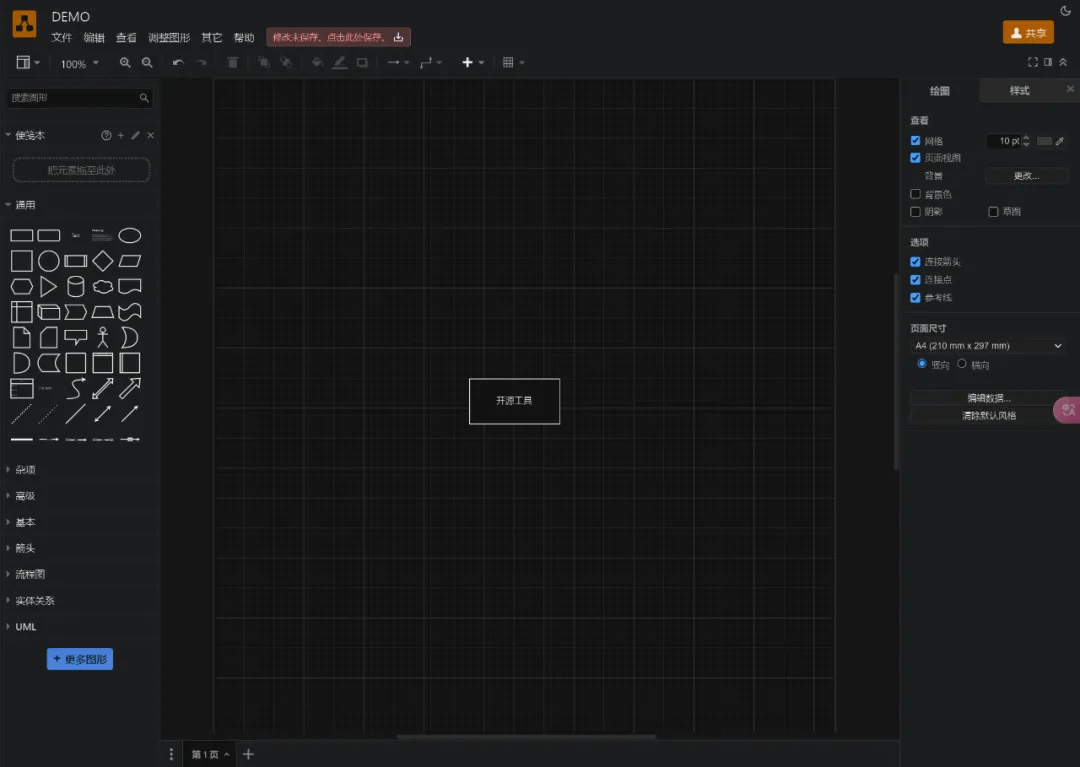 DEMO
文件 编辑 查看 调整图形 其它 帮助 修改未保存。点击此处保存。
共享
100%
搜索图形
便笺本
把元素拖至此处
通用
杂项
高级
基本
箭头
流程图
实体关系
UML
+ 更多图形
开源工具
第 1 页
绘图 样式
查看
网格 10 pt
页面视图
背景 更改...
背景色
阴影 草图
选项
连接箭头
连接点
参考线
页面尺寸
A4 (210 mm x 297 mm)
竖向 横向
编辑数据...
清除默认风格